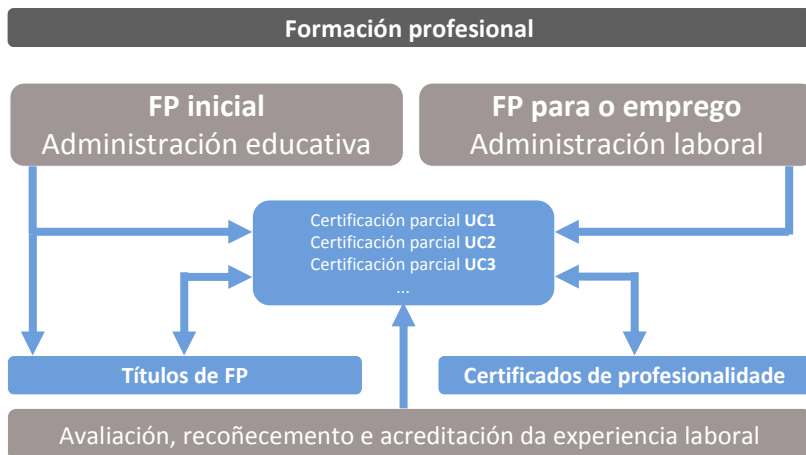 Formación profesional
FP inicial
Administración educativa
FP para o emprego
Administración laboral
Certificación parcial UC1
Certificación parcial UC2
Certificación parcial UC3
...
Títulos de FP
Certificados de profesionalidade
Avaliación, recoñecemento e acreditación da experiencia laboral